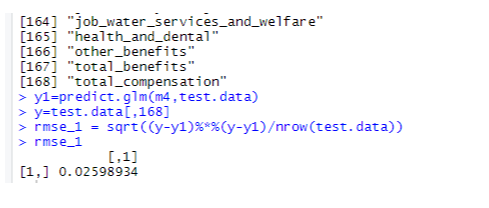 [164] "job_water_services_and_welfare"
[165] "health_and_dental"
[166] "other_benefits"
[167] "total_benefits"
[168] "total_compensation"
> y1=predict.glm(m4,test.data)
> y=test.data[,168]
> rmse_1 = sqrt((y-y1)%*%(y-y1)/nrow(test.data))
> rmse_1
[,1]
[1,] 0.02598934